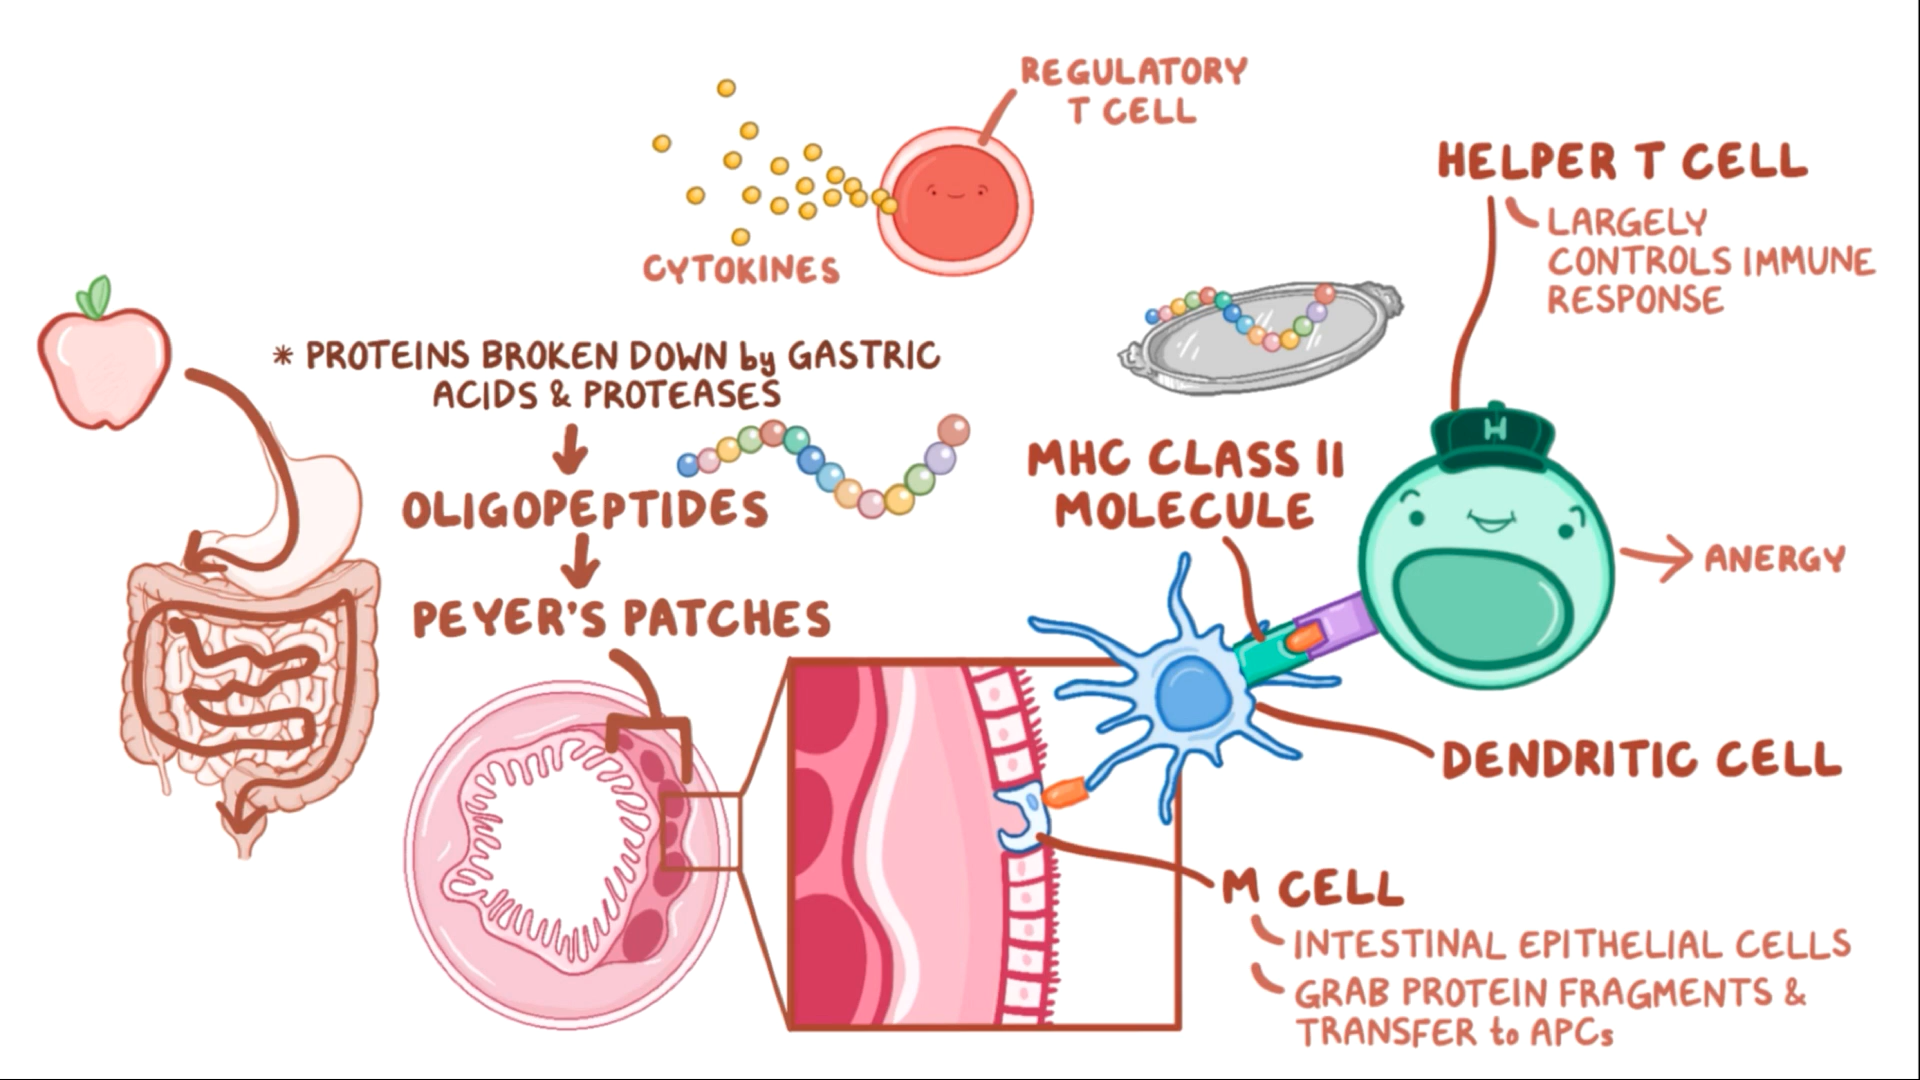 REGULATORY
T CELL
CYTOKINES
HELPER T CELL
LARGELY
CONTROLS IMMUNE
RESPONSE
* PROTEINS BROKEN DOWN by GASTRIC
ACIDS & PROTEASES
OLIGOPEPTIDES
PEYER'S PATCHES
MHC CLASS II
MOLECULE
H
ANERGY
DENDRITIC CELL
M CELL
INTESTINAL EPITHELIAL CELLS
GRAB PROTEIN FRAGMENTS &
TRANSFER to APCs